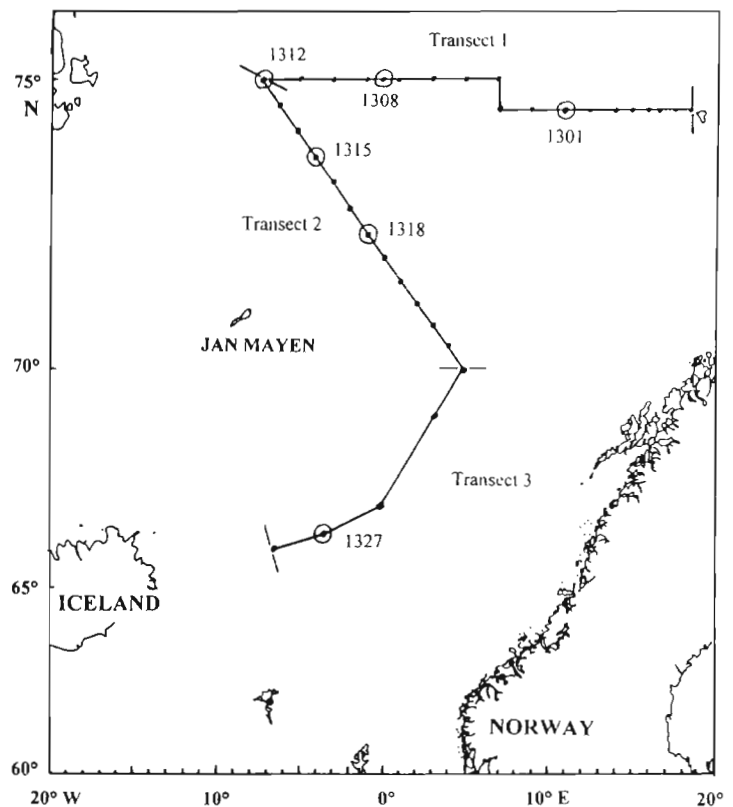 Transect 1
1312
75°
N
1308
1301
1315
Transect 2
1318
JAN MAYEN
70°
Transect 3
1327
65°
ICELAND
NORWAY
60°
20° W
10°
0°
10° E
20°